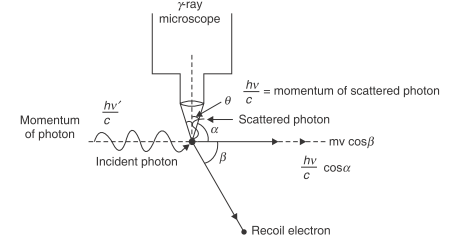 γ-ray
microscope
hν′
c
Momentum
of photon
Incident photon
θ
hν
c
= momentum of scattered photon
Scattered photon
α
β
mv cosβ
hν
c
cosα
Recoil electron